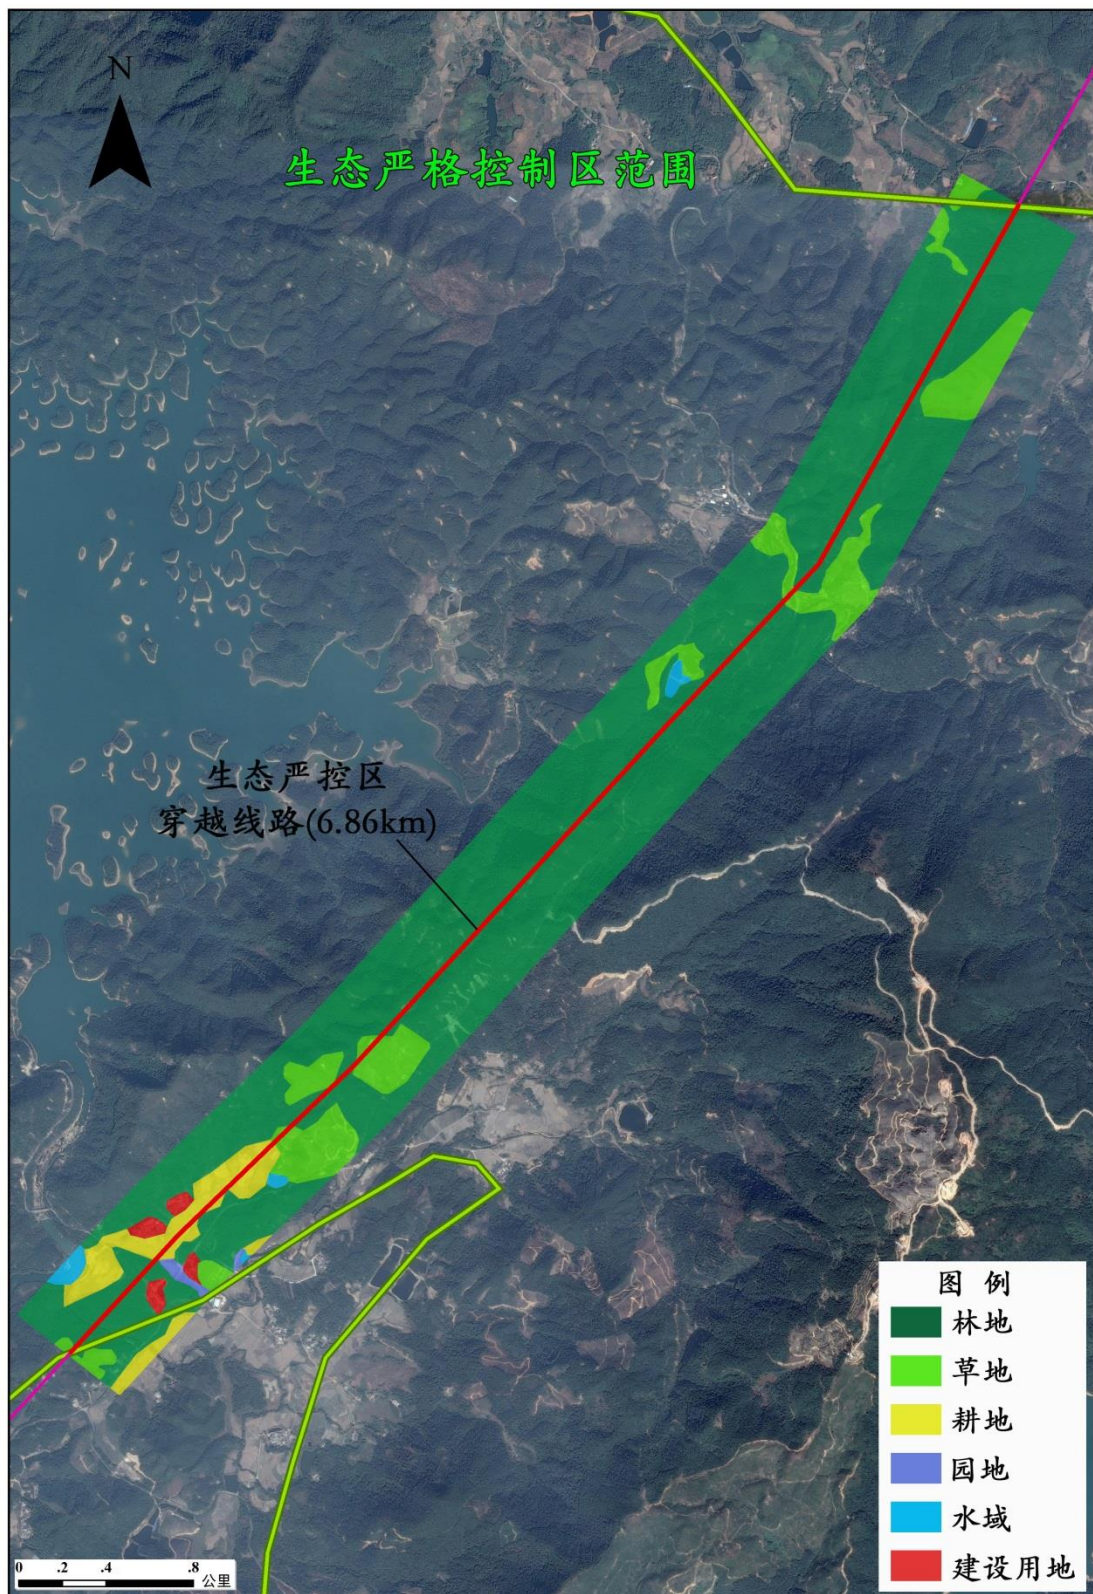 N
生态严格控制区范围
生态严控区
穿越线路(6.86km)
图 例
林地
草地
耕地
园地
水域
建设用地
0 .2 .4 .8
公里